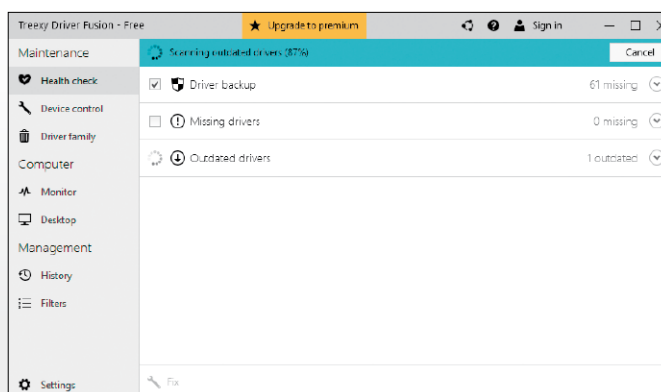 Treexy Driver Fusion - Free
Upgrade to premium
Sign in
Maintenance
Health check
Device control
Driver family
Computer
Monitor
Desktop
Management
History
Filters
Settings
Scanning outdated drivers (87%)
Cancel
Driver backup
61 missing
Missing drivers
0 missing
Outdated drivers
1 outdated
Fix